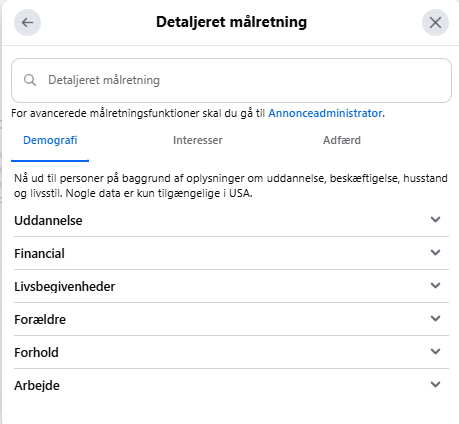 Detaljeret målretning
Detaljeret målretning
For avancerede målretningsfunktioner skal du gå til Annonceadministrator.
Demografi
Interesser
Adfærd
Nå ud til personer på baggrund af oplysninger om uddannelse, beskæftigelse, husstand
og livsstil. Nogle data er kun tilgængelige i USA.
Uddannelse
Financial
Livsbegivenheder
Forældre
Forhold
Arbejde